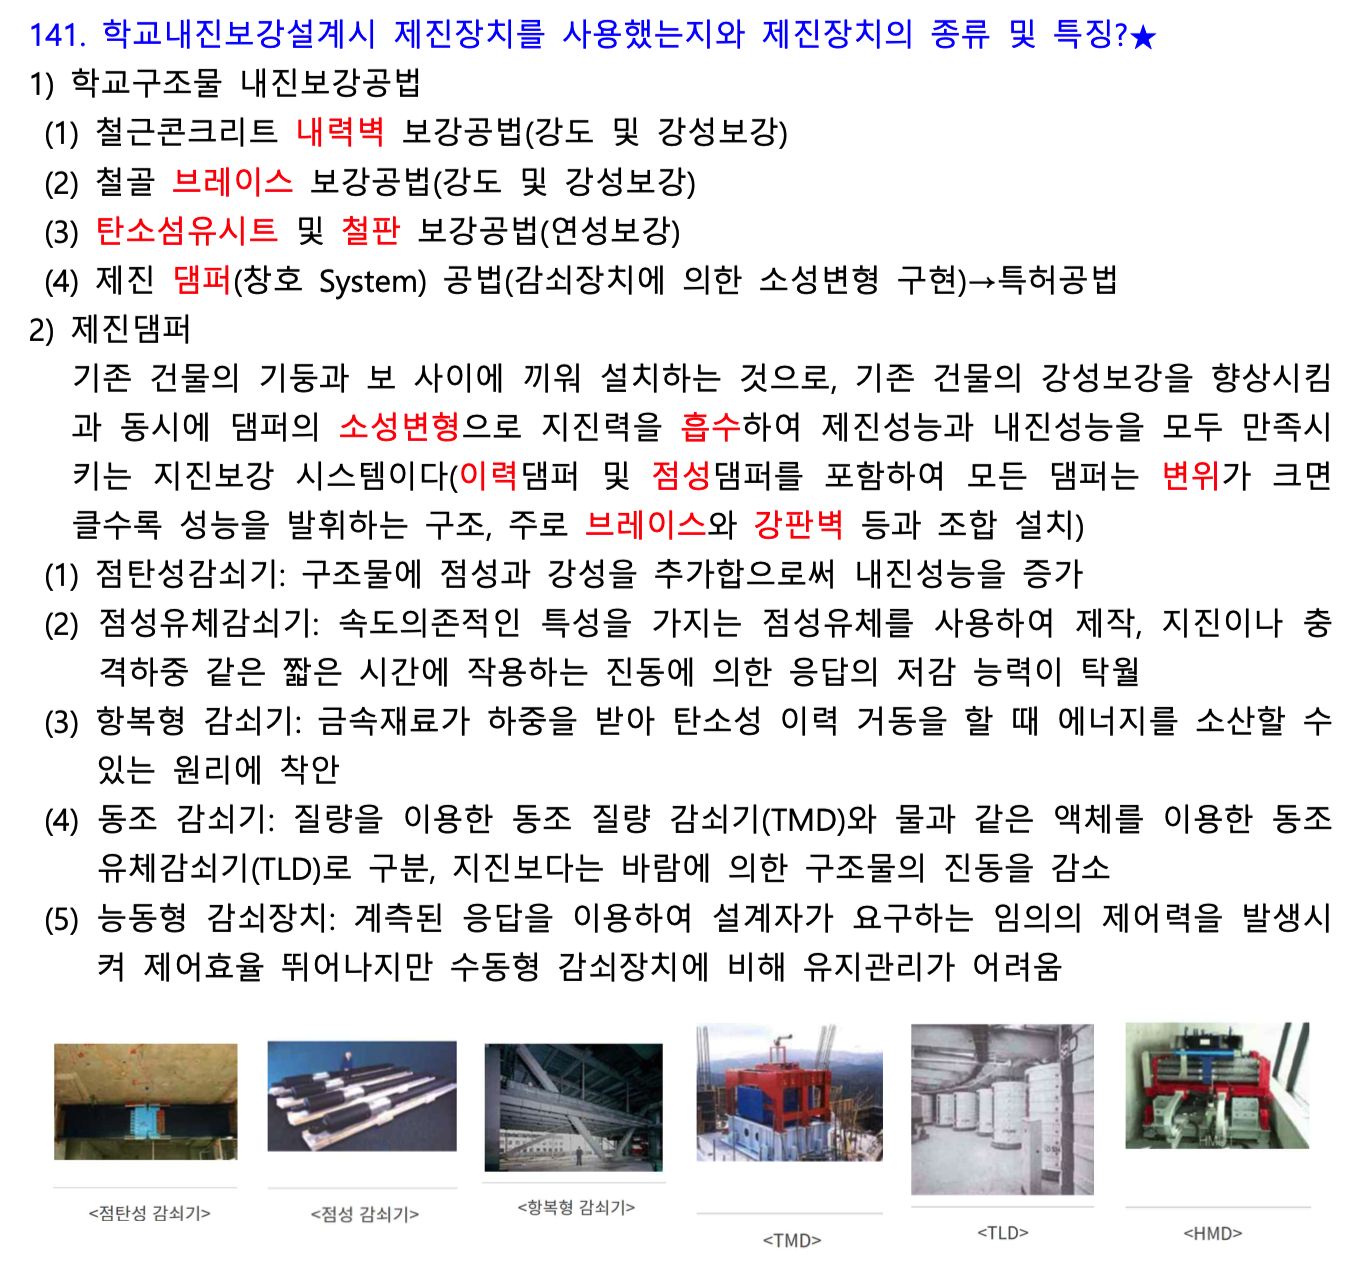 141. 학교내진보강설계시 제진장치를 사용했는지와 제진장치의 종류 및 특징?★
1) 학교구조물 내진보강공법
(1) 철근콘크리트 내력벽 보강공법(강도 및 강성보강)
(2) 철골 브레이스 보강공법(강도 및 강성보강)
(3) 탄소섬유시트 및 철판 보강공법(연성보강)
(4) 제진 댐퍼(창호 System) 공법(감쇠장치에 의한 소성변형 구현)→특허공법
2) 제진댐퍼
기존 건물의 기둥과 보 사이에 끼워 설치하는 것으로, 기존 건물의 강성보강을 향상시킴
과 동시에 댐퍼의 소성변형으로 지진력을 흡수하여 제진성능과 내진성능을 모두 만족시
키는 지진보강 시스템이다(이력댐퍼 및 점성댐퍼를 포함하여 모든 댐퍼는 변위가 크면
클수록 성능을 발휘하는 구조, 주로 브레이스와 강판벽 등과 조합 설치)
(1) 점탄성감쇠기: 구조물에 점성과 강성을 추가합으로써 내진성능을 증가
(2) 점성유체감쇠기: 속도의존적인 특성을 가지는 점성유체를 사용하여 제작, 지진이나 충
격하중 같은 짧은 시간에 작용하는 진동에 의한 응답의 저감 능력이 탁월
(3) 항복형 감쇠기: 금속재료가 하중을 받아 탄소성 이력 거동을 할 때 에너지를 소산할 수
있는 원리에 착안
(4) 동조 감쇠기: 질량을 이용한 동조 질량 감쇠기(TMD)와 물과 같은 액체를 이용한 동조
유체감쇠기(TLD)로 구분, 지진보다는 바람에 의한 구조물의 진동을 감소
(5) 능동형 감쇠장치: 계측된 응답을 이용하여 설계자가 요구하는 임의의 제어력을 발생시
켜 제어효율 뛰어나지만 수동형 감쇠장치에 비해 유지관리가 어려움
HMD
<점탄성 감쇠기>
<점성 감쇠기>
<항복형 감쇠기>
<TMD>
<TLD>
<HMD>